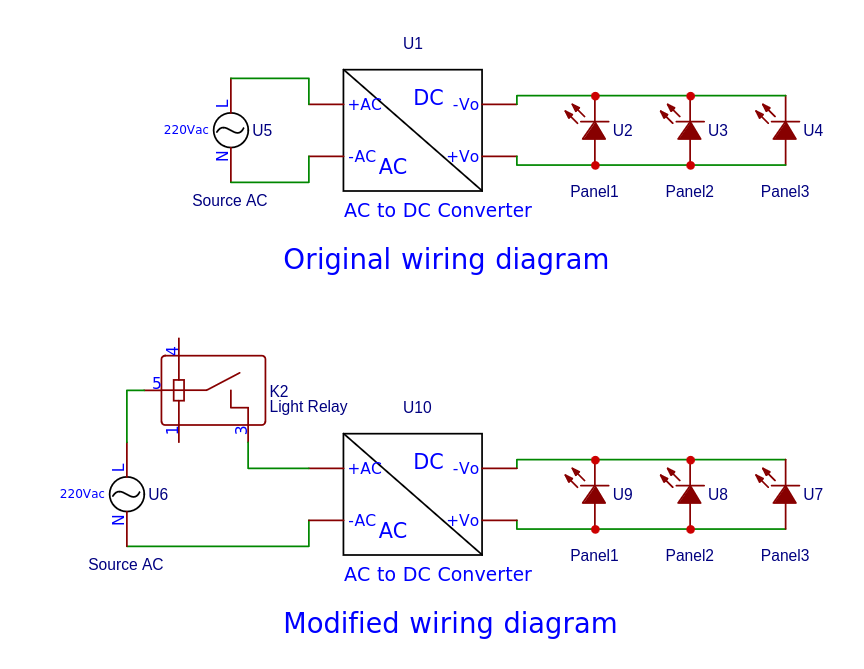 U1
+AC
DC
-Vo
-AC
AC
+Vo
L
N
220Vac
U5
Source AC
U2
U3
U4
Panel1
Panel2
Panel3
AC to DC Converter
Original wiring diagram
4
5
1
3
K2
Light Relay
U10
+AC
DC
-Vo
-AC
AC
+Vo
L
N
220Vac
U6
Source AC
U9
U8
U7
Panel1
Panel2
Panel3
AC to DC Converter
Modified wiring diagram